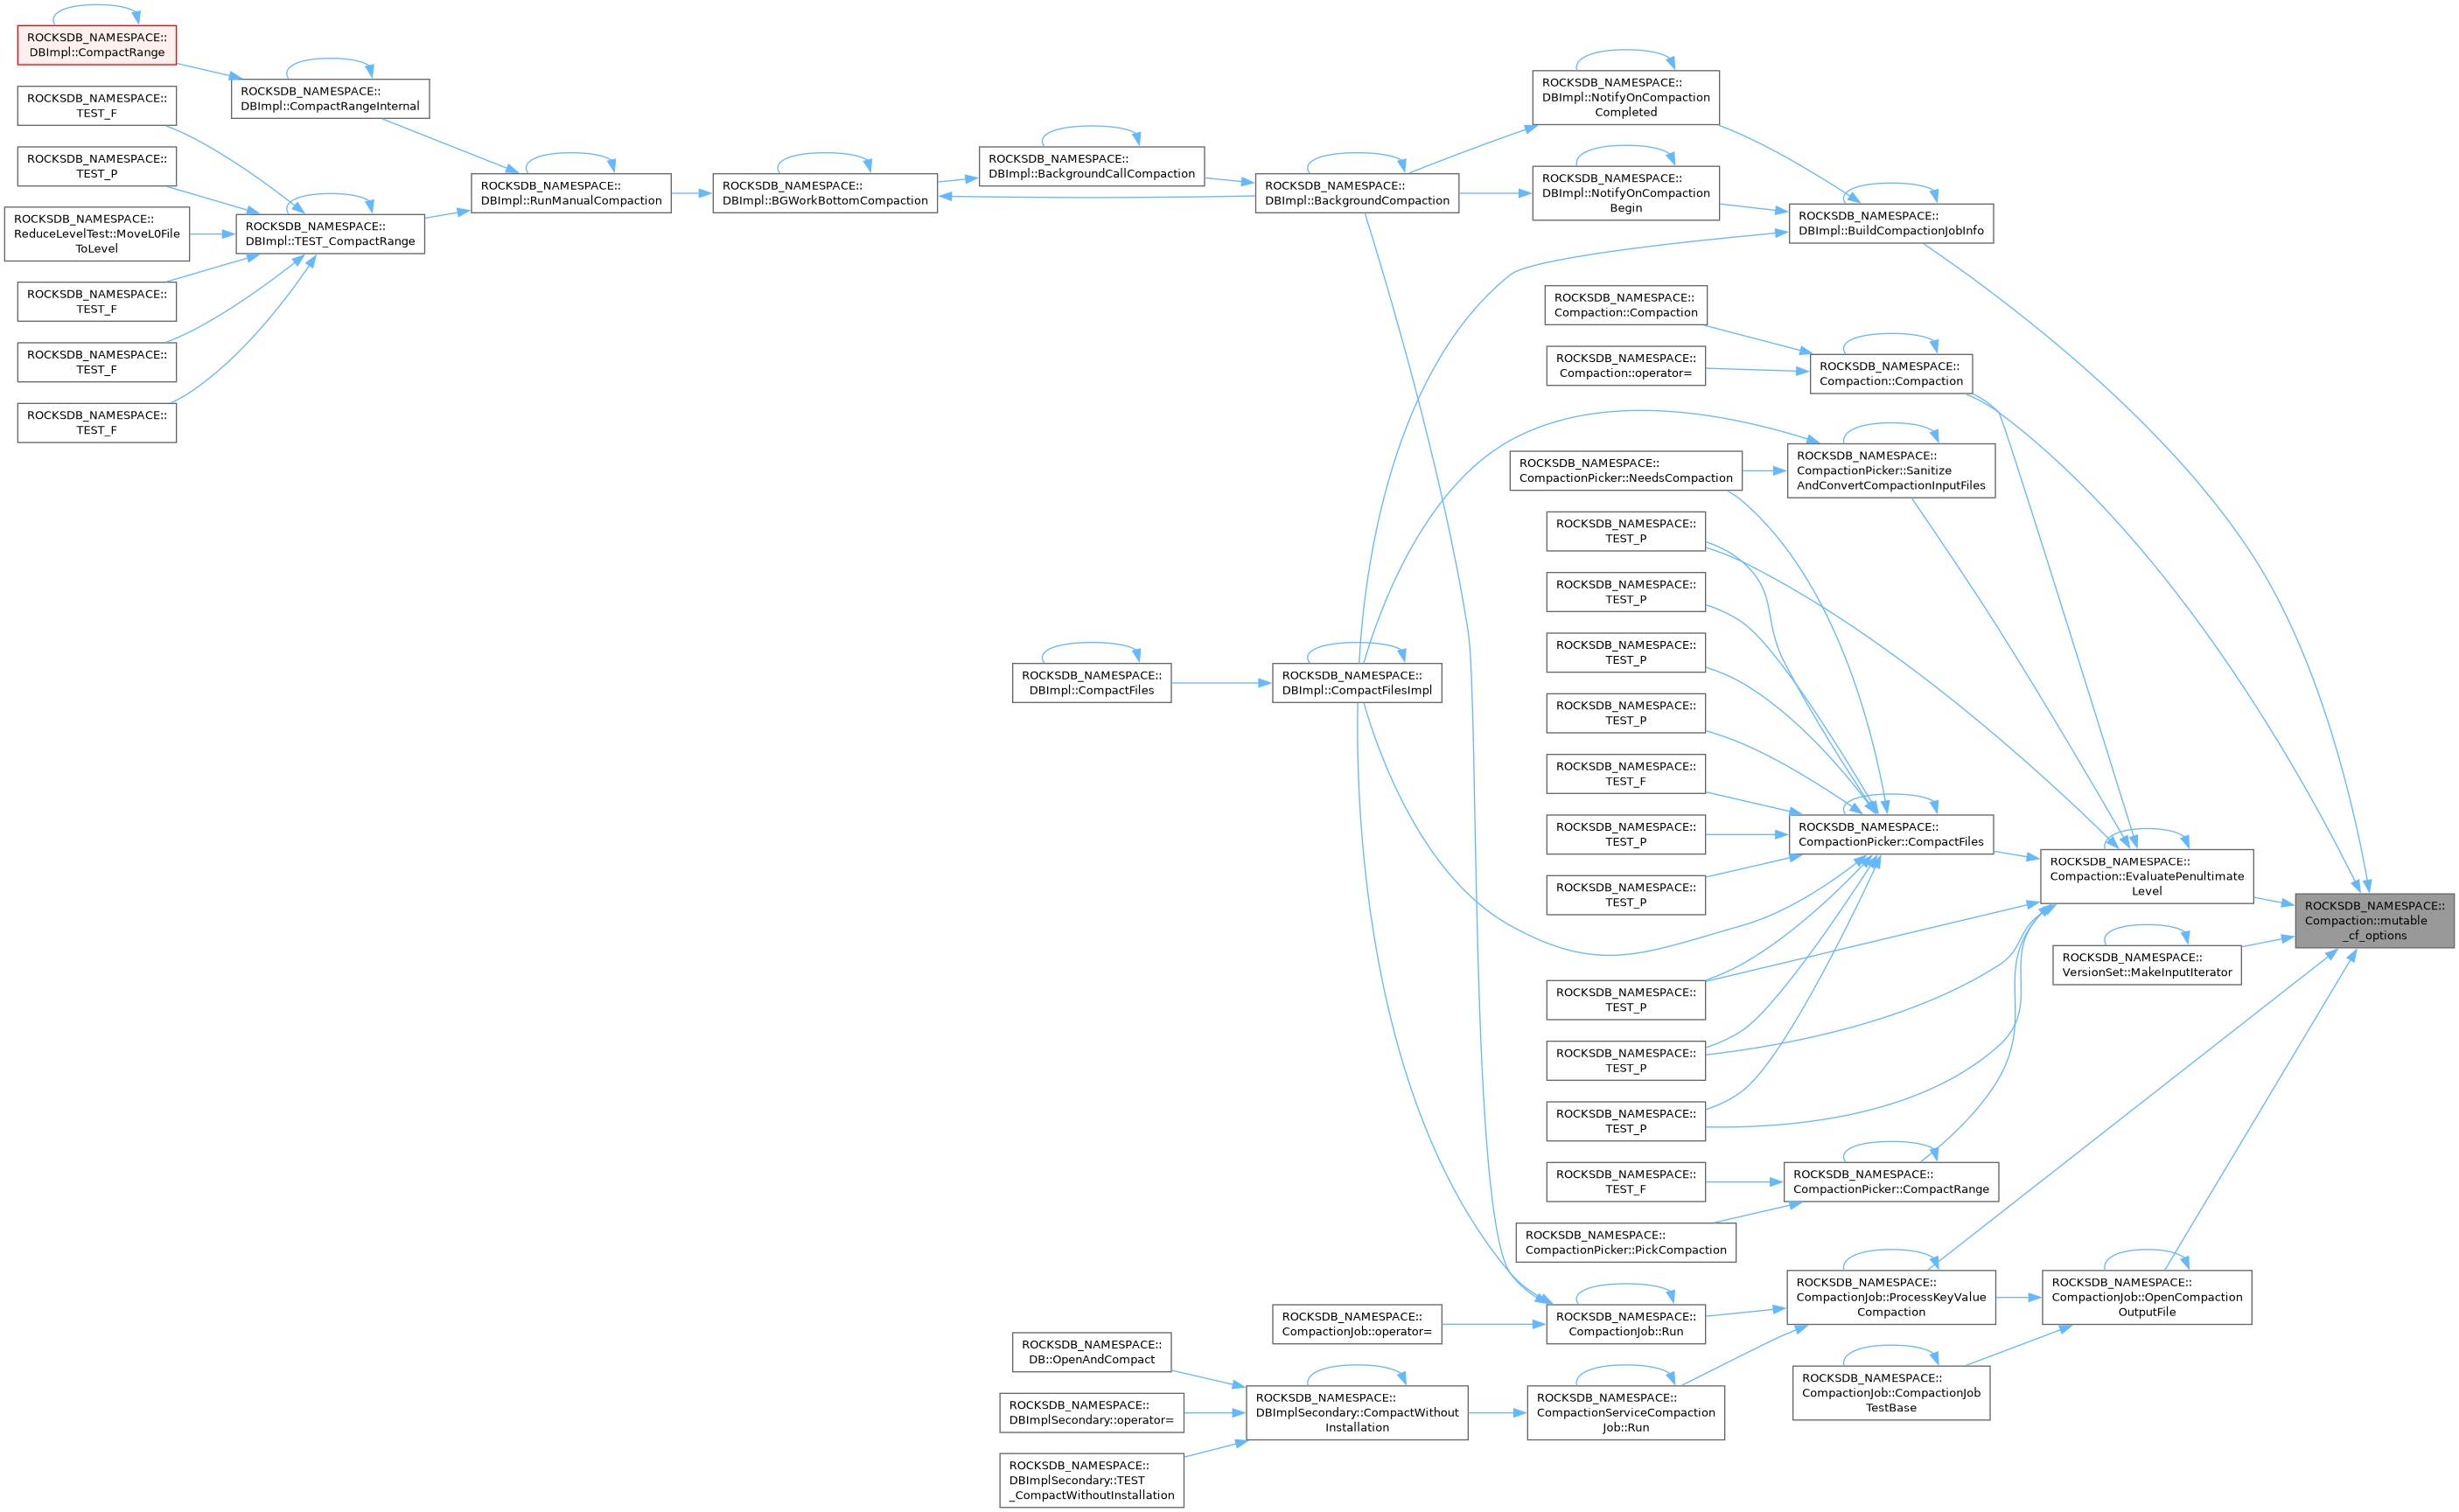 ROCKSDB_NAMESPACE::
DBImpl::CompactRange
ROCKSDB_NAMESPACE::
TEST_F
ROCKSDB_NAMESPACE::
TEST_P
ROCKSDB_NAMESPACE::
ReduceLevelTest::MoveL0File
ToLevel
ROCKSDB_NAMESPACE::
TEST_F
ROCKSDB_NAMESPACE::
TEST_F
ROCKSDB_NAMESPACE::
TEST_F
ROCKSDB_NAMESPACE::
DBImpl::CompactRangeInternal
ROCKSDB_NAMESPACE::
DBImpl::TEST_CompactRange
ROCKSDB_NAMESPACE::
DBImpl::RunManualCompaction
ROCKSDB_NAMESPACE::
DBImpl::BGWorkBottomCompaction
ROCKSDB_NAMESPACE::
DBImpl::BackgroundCallCompaction
ROCKSDB_NAMESPACE::
DBImpl::CompactFiles
ROCKSDB_NAMESPACE::
DB::OpenAndCompact
ROCKSDB_NAMESPACE::
DBImplSecondary::operator=
ROCKSDB_NAMESPACE::
DBImplSecondary::TEST
_CompactWithoutInstallation
ROCKSDB_NAMESPACE::
DBImpl::BackgroundCompaction
ROCKSDB_NAMESPACE::
DBImpl::CompactFilesImpl
ROCKSDB_NAMESPACE::
CompactionJob::operator=
ROCKSDB_NAMESPACE::
DBImplSecondary::CompactWithout
Installation
ROCKSDB_NAMESPACE::
DBImpl::NotifyOnCompaction
Completed
ROCKSDB_NAMESPACE::
DBImpl::NotifyOnCompaction
Begin
ROCKSDB_NAMESPACE::
Compaction::Compaction
ROCKSDB_NAMESPACE::
Compaction::operator=
ROCKSDB_NAMESPACE::
CompactionPicker::NeedsCompaction
ROCKSDB_NAMESPACE::
TEST_P
ROCKSDB_NAMESPACE::
TEST_P
ROCKSDB_NAMESPACE::
TEST_P
ROCKSDB_NAMESPACE::
TEST_P
ROCKSDB_NAMESPACE::
TEST_F
ROCKSDB_NAMESPACE::
TEST_P
ROCKSDB_NAMESPACE::
TEST_P
ROCKSDB_NAMESPACE::
TEST_P
ROCKSDB_NAMESPACE::
TEST_P
ROCKSDB_NAMESPACE::
TEST_P
ROCKSDB_NAMESPACE::
TEST_F
ROCKSDB_NAMESPACE::
CompactionPicker::PickCompaction
ROCKSDB_NAMESPACE::
CompactionJob::Run
ROCKSDB_NAMESPACE::
CompactionServiceCompaction
Job::Run
ROCKSDB_NAMESPACE::
DBImpl::BuildCompactionJobInfo
ROCKSDB_NAMESPACE::
Compaction::Compaction
ROCKSDB_NAMESPACE::
CompactionPicker::Sanitize
AndConvertCompactionInputFiles
ROCKSDB_NAMESPACE::
CompactionPicker::CompactFiles
ROCKSDB_NAMESPACE::
CompactionPicker::CompactRange
ROCKSDB_NAMESPACE::
CompactionJob::ProcessKeyValue
Compaction
ROCKSDB_NAMESPACE::
CompactionJob::CompactionJob
TestBase
ROCKSDB_NAMESPACE::
Compaction::EvaluatePenultimate
Level
ROCKSDB_NAMESPACE::
VersionSet::MakeInputIterator
ROCKSDB_NAMESPACE::
CompactionJob::OpenCompaction
OutputFile
ROCKSDB_NAMESPACE::
Compaction::mutable
_cf_options